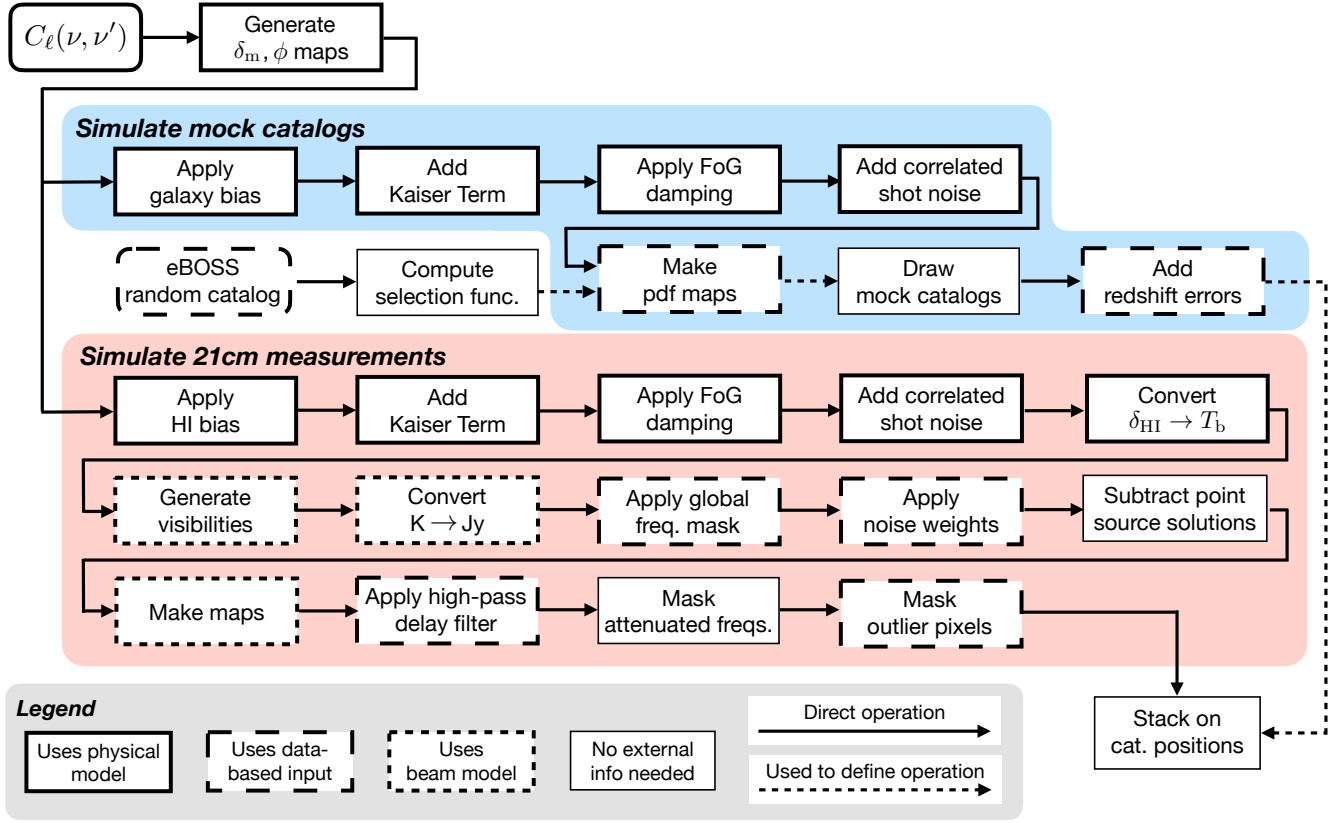 C_ℓ(ν, ν′)
Generate
δ_m, ϕ maps
Simulate mock catalogs
Apply
galaxy bias
Add
Kaiser Term
Apply FoG
damping
Add correlated
shot noise
eBOSS
random catalog
Compute
selection func.
Make
pdf maps
Draw
mock catalogs
Add
redshift errors
Simulate 21cm measurements
Apply
HI bias
Add
Kaiser Term
Apply FoG
damping
Add correlated
shot noise
Convert
δ_HI → T_b
Generate
visibilities
Convert
K → Jy
Apply global
freq. mask
Apply
noise weights
Subtract point
source solutions
Make maps
Apply high-pass
delay filter
Mask
attenuated freqs.
Mask
outlier pixels
Stack on
cat. positions
Legend
Uses physical
model
Uses data-
based input
Uses
beam model
No external
info needed
Direct operation
Used to define operation